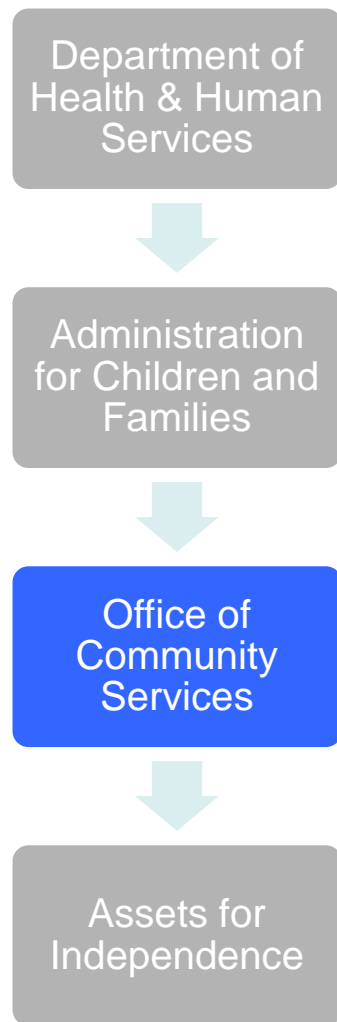 Department of
Health & Human
Services
Administration
for Children and
Families
Office of
Community
Services
Assets for
Independence